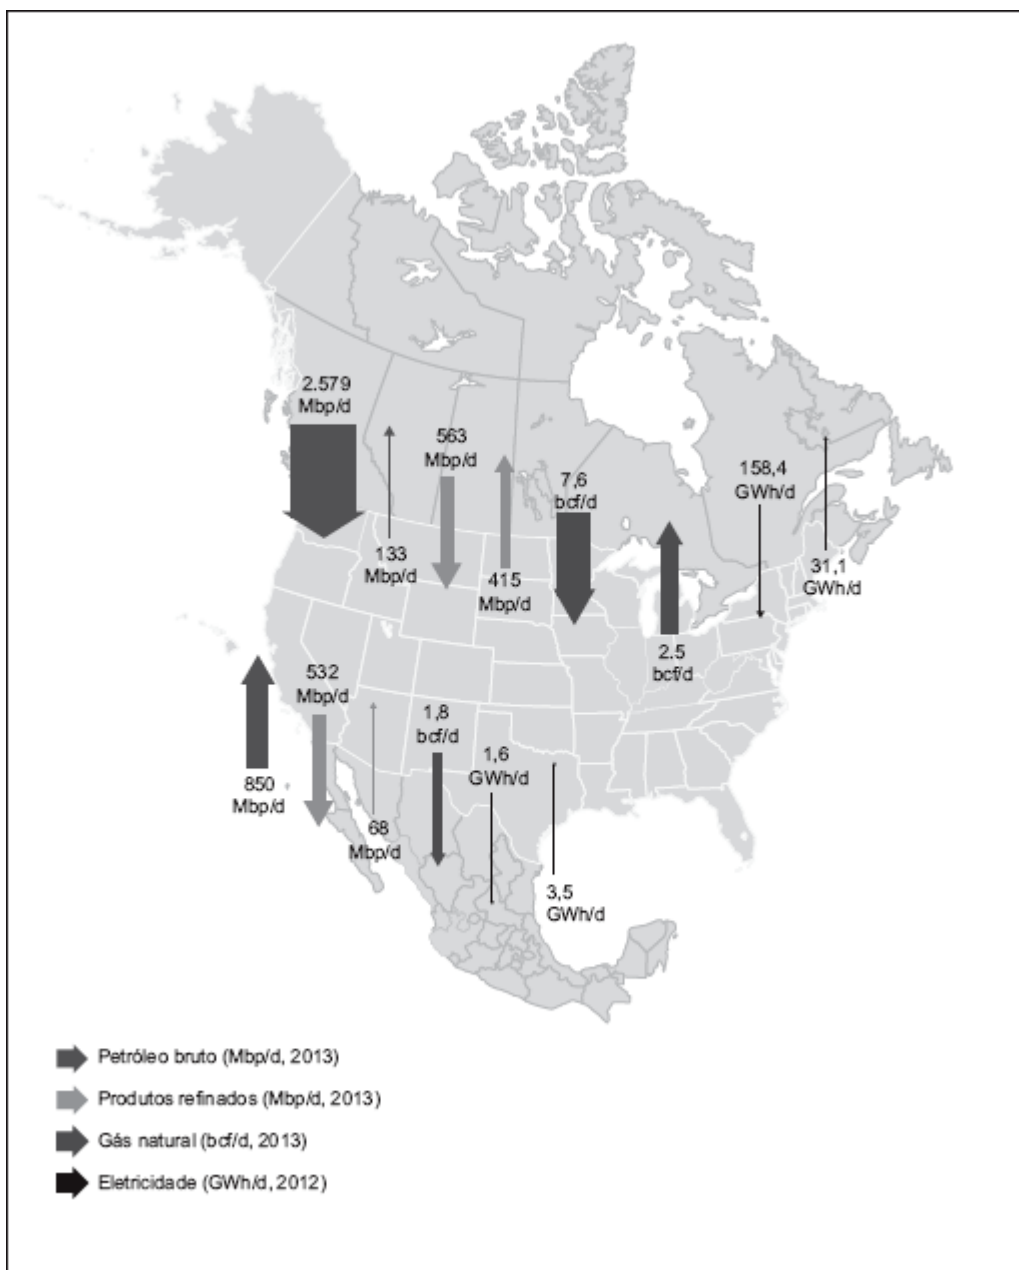 2.579
Mbp/d
133
Mbp/d
563
Mbp/d
415
Mbp/d
7,6
bcf/d
2.5
bcf/d
158,4
GWh/d
31,1
GWh/d
850
Mbp/d
532
Mbp/d
68
Mbp/d
1,8
bcf/d
1,6
GWh/d
3,5
GWh/d
Petróleo bruto (Mbp/d, 2013)
Produtos refinados (Mbp/d, 2013)
Gás natural (bcf/d, 2013)
Eletricidade (GWh/d, 2012)